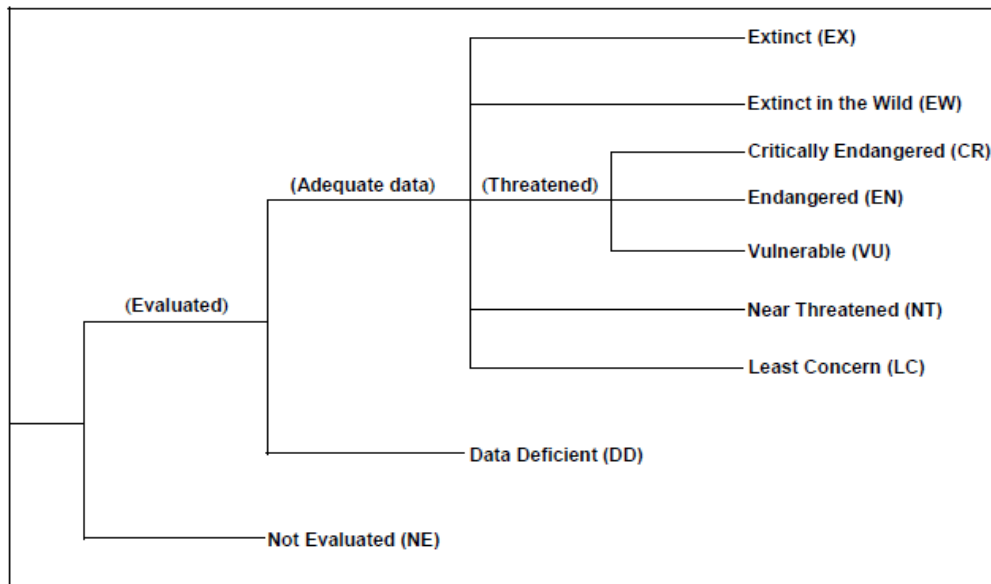 Extinct (EX)
Extinct in the Wild (EW)
Critically Endangered (CR)
(Adequate data)
(Threatened)
Endangered (EN)
Vulnerable (VU)
(Evaluated)
Near Threatened (NT)
Least Concern (LC)
Data Deficient (DD)
Not Evaluated (NE)